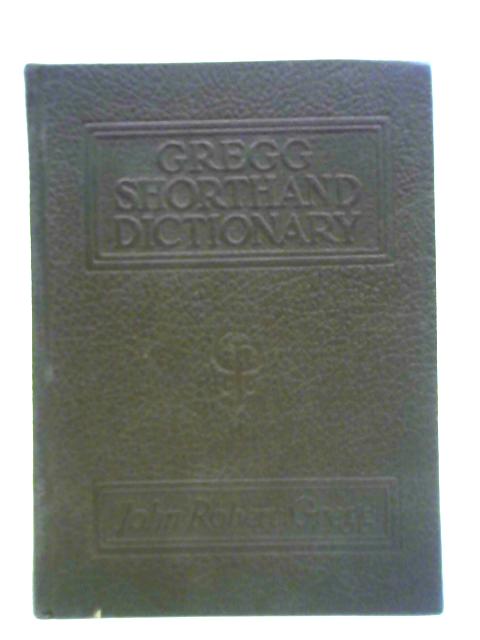 GREGG
SHORTHAND
DICTIONARY
John Robert Gregg